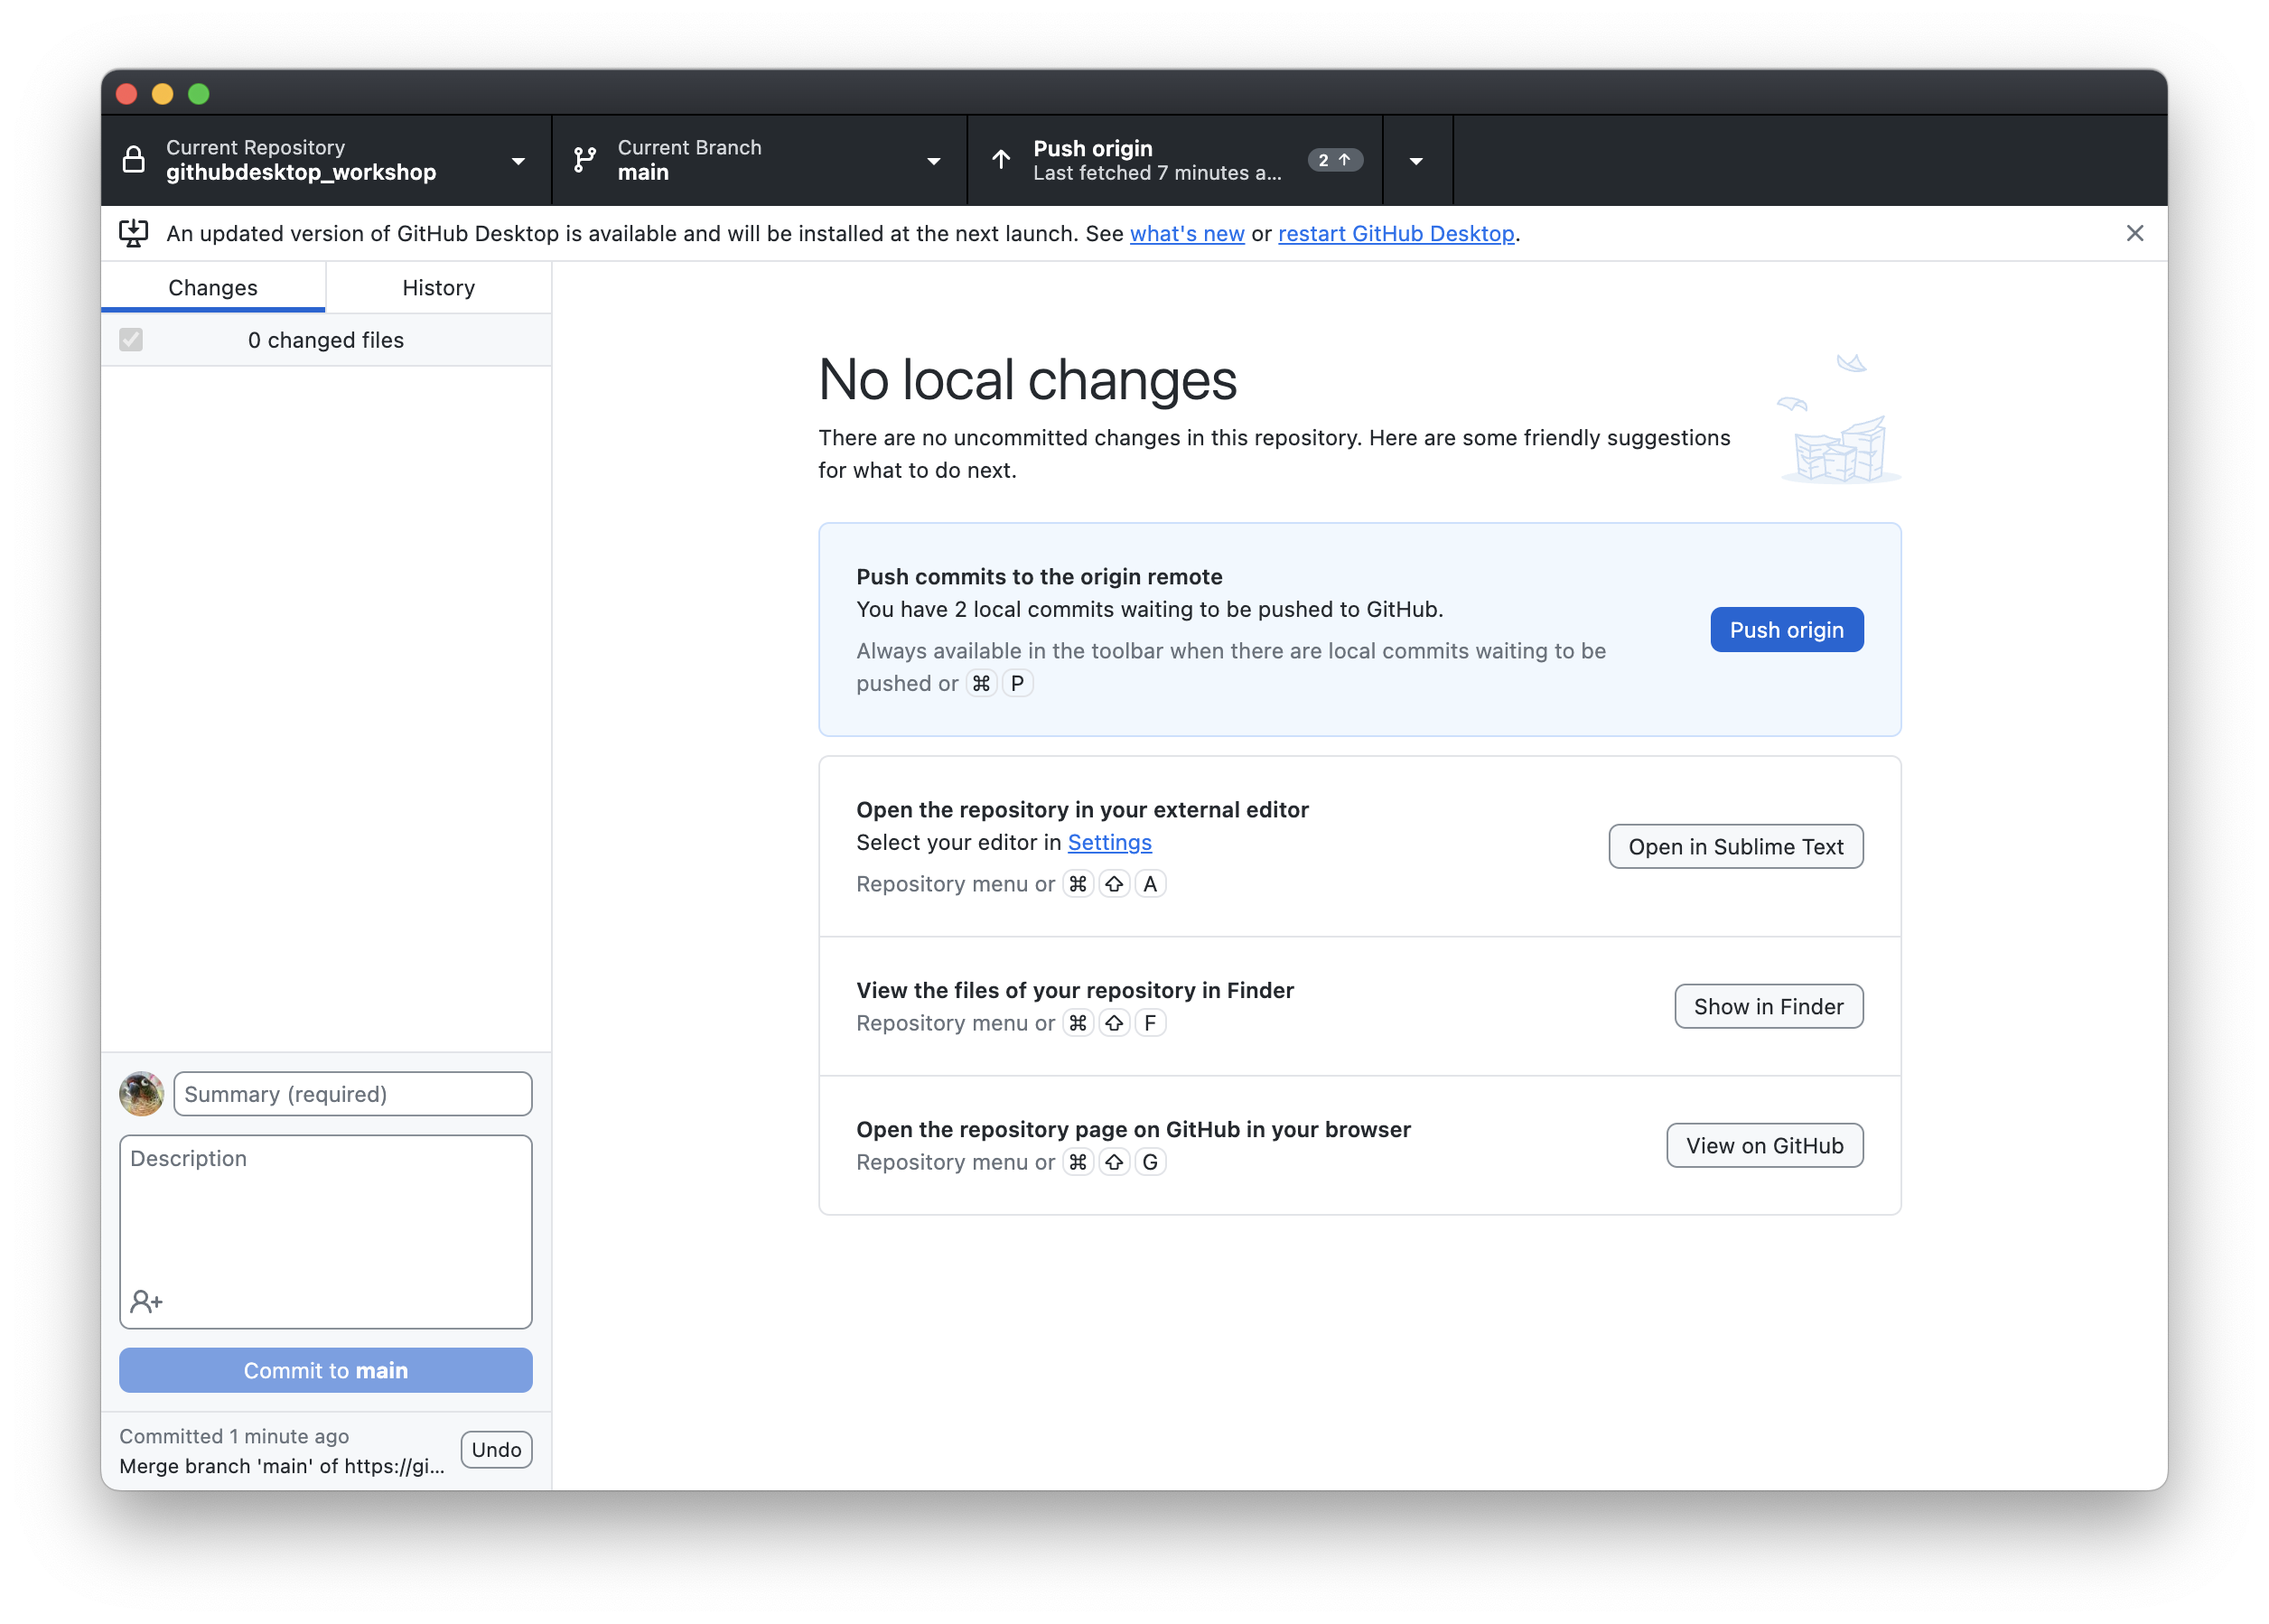 Current Repository
githubdesktop_workshop
Current Branch
main
Push origin
Last fetched 7 minutes a...
2 ↑
An updated version of GitHub Desktop is available and will be installed at the next launch. See what's new or restart GitHub Desktop.
Changes
History
0 changed files
No local changes
There are no uncommitted changes in this repository. Here are some friendly suggestions
for what to do next.
Push commits to the origin remote
You have 2 local commits waiting to be pushed to GitHub.
Always available in the toolbar when there are local commits waiting to be
pushed or ⌘ P
Push origin
Open the repository in your external editor
Select your editor in Settings
Repository menu or ⌘ ⇧ A
Open in Sublime Text
View the files of your repository in Finder
Repository menu or ⌘ ⇧ F
Show in Finder
Open the repository page on GitHub in your browser
Repository menu or ⌘ ⇧ G
View on GitHub
Summary (required)
Description
Commit to main
Committed 1 minute ago
Merge branch 'main' of https://gi...
Undo